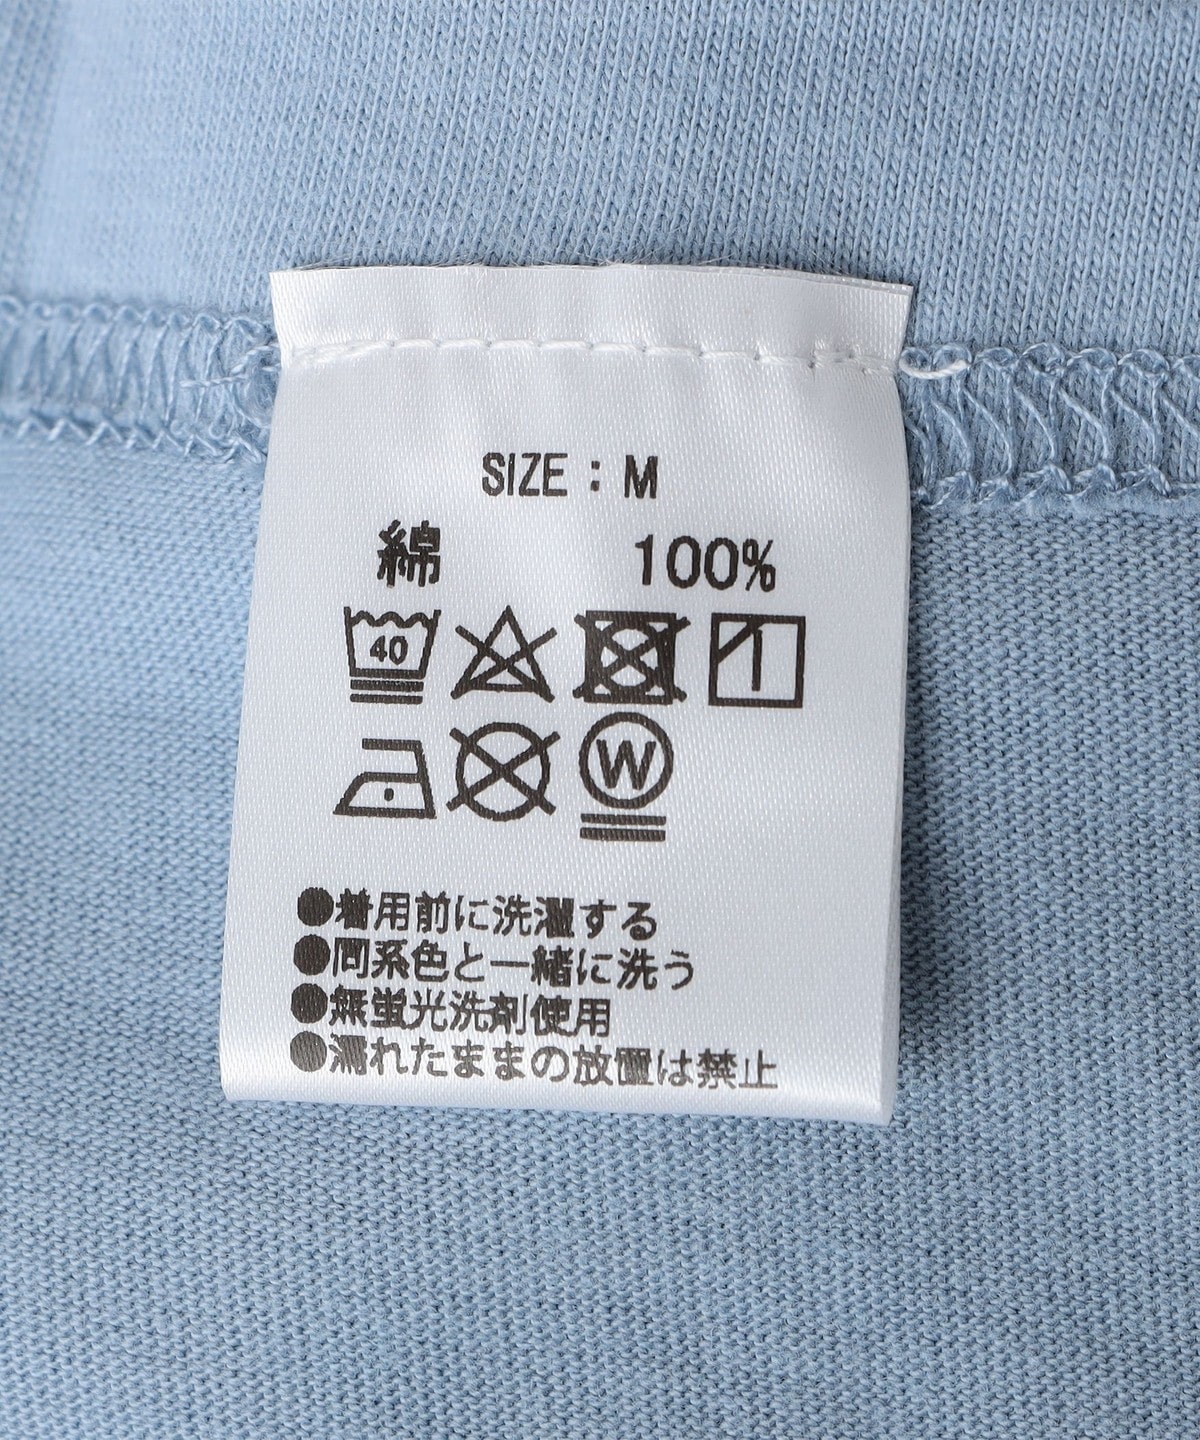 SIZE : M
綿 100%
40
W
●着用前に洗濯する
●同系色と一緒に洗う
●無蛍光洗剤使用
●濡れたままの放置は禁止